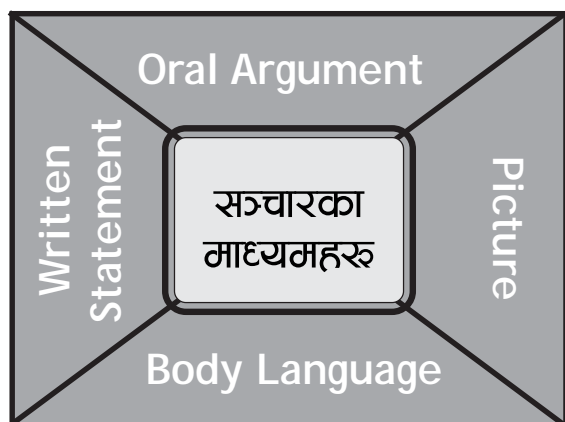 Oral Argument
Written
Statement
सञ्चारका
माध्यमहरू
Picture
Body Language